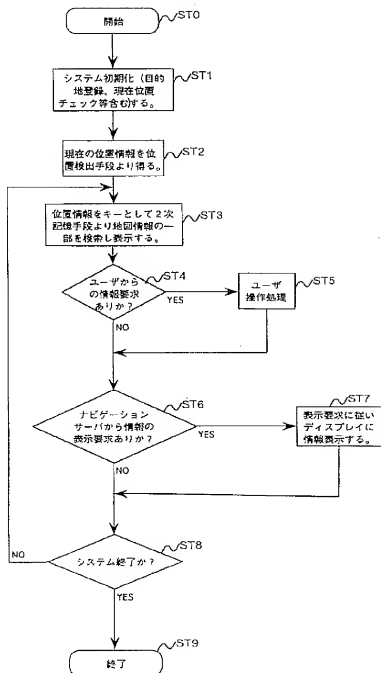 開始
ST0
システム初期化（目的
地登録、現在位置
チェック等含む）する。
ST1
現在の位置情報を位
置検出手段より得る。
ST2
位置情報をキーとして2次
記憶手段より地図情報の一
部を検索し表示する。
ST3
ユーザから
の情報要求
ありか？
ST4
YES
NO
ユーザ
操作処理
ST5
ナビゲーション
サーバから情報の
表示要求ありか？
ST6
YES
NO
表示要求に従い
ディスプレイに
情報表示する。
ST7
システム終了か？
ST8
NO
YES
終了
ST9